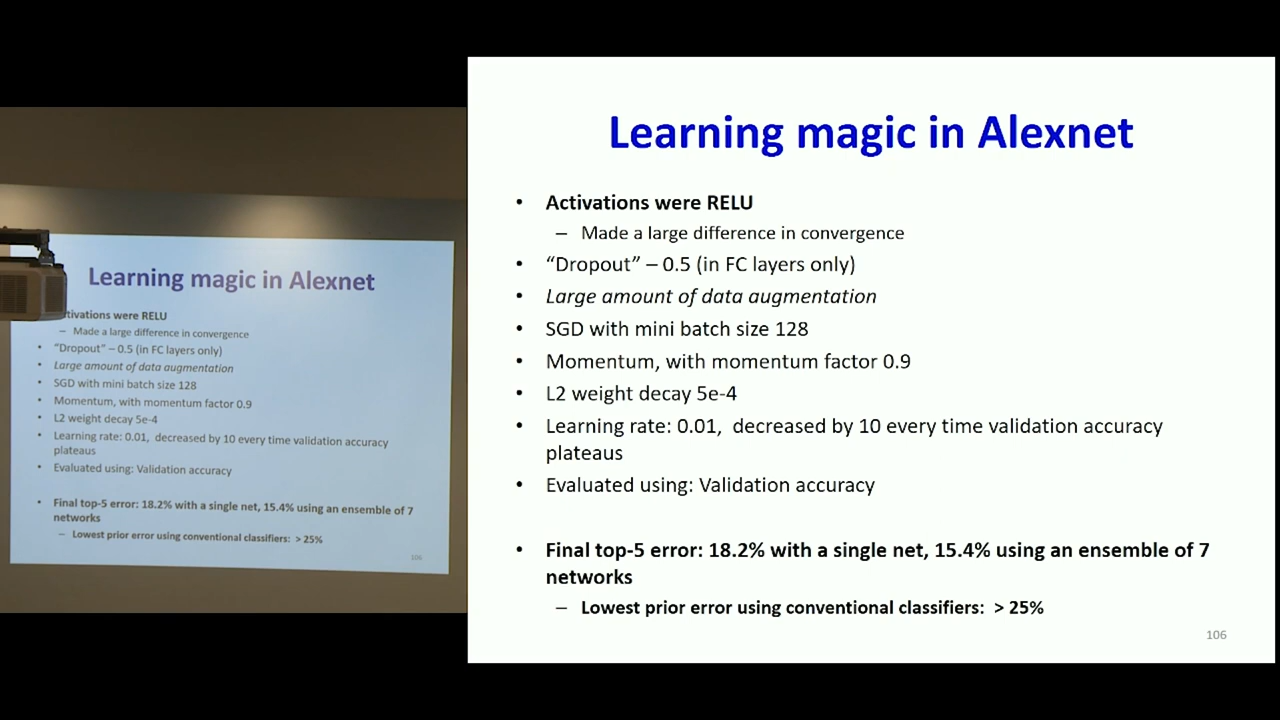 Learning magic in Alexnet
• Activations were RELU
– Made a large difference in convergence
• “Dropout” – 0.5 (in FC layers only)
• Large amount of data augmentation
• SGD with mini batch size 128
• Momentum, with momentum factor 0.9
• L2 weight decay 5e-4
• Learning rate: 0.01, decreased by 10 every time validation accuracy
plateaus
• Evaluated using: Validation accuracy
• Final top-5 error: 18.2% with a single net, 15.4% using an ensemble of 7
networks
– Lowest prior error using conventional classifiers: > 25%
106
Learning magic in Alexnet
tivations were RELU
– Made a large difference in convergence
• “Dropout” – 0.5 (in FC layers only)
• Large amount of data augmentation
• SGD with mini batch size 128
• Momentum, with momentum factor 0.9
• L2 weight decay 5e-4
• Learning rate: 0.01, decreased by 10 every time validation accuracy
plateaus
• Evaluated using: Validation accuracy
• Final top-5 error: 18.2% with a single net, 15.4% using an ensemble of 7
networks
– Lowest prior error using conventional classifiers: > 25%
106